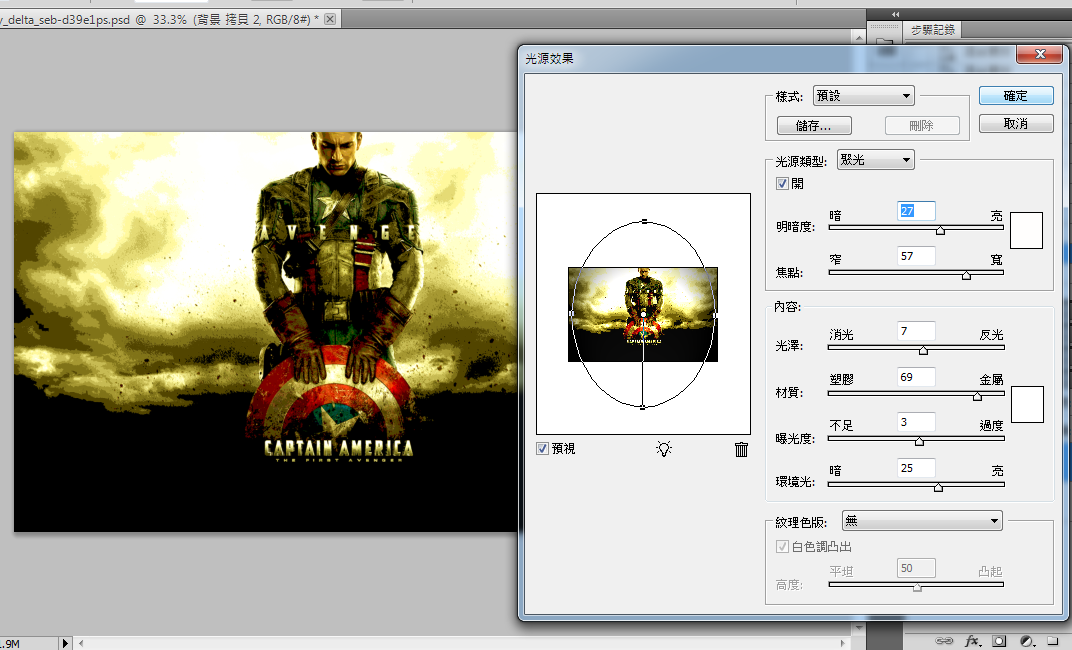 y_delta_seb-d39e1ps.psd @ 33.3% (背景 拷貝 2, RGB/8#) *
步驟記錄
光源效果
樣式: 預設
確定
儲存...
刪除
取消
光源類型: 聚光
開
暗 27 亮
明暗度:
窄 57 寬
焦點:
內容:
消光 7 反光
光澤:
塑膠 69 金屬
材質:
不足 3 過度
曝光度:
暗 25 亮
環境光:
預視
紋理色版: 無
白色調凸出
平坦 50 凸起
高度:
AVENGE
CAPTAIN AMERICA
THE FIRST AVENGER
CAPTAIN AMERICA
1.9M
fx